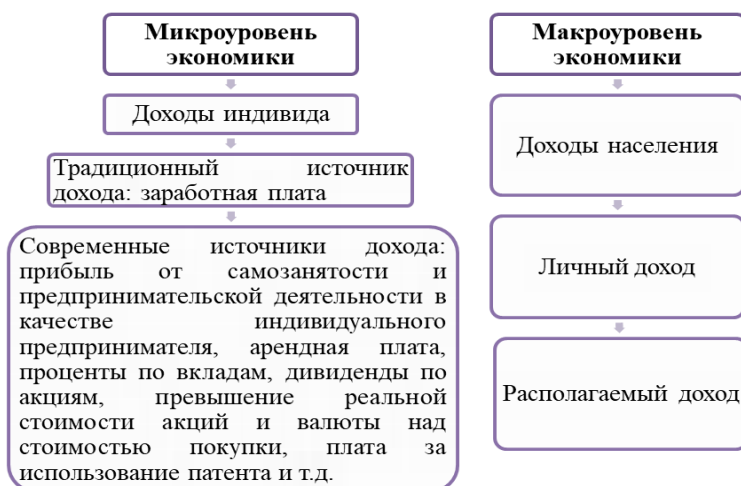 Микроуровень
экономики
Доходы индивида
Традиционный источник
дохода: заработная плата
Современные источники дохода:
прибыль от самозанятости и
предпринимательской деятельности в
качестве индивидуального
предпринимателя, арендная плата,
проценты по вкладам, дивиденды по
акциям, превышение реальной
стоимости акций и валюты над
стоимостью покупки, плата за
использование патента и т.д.
Макроуровень
экономики
Доходы населения
Личный доход
Располагаемый доход